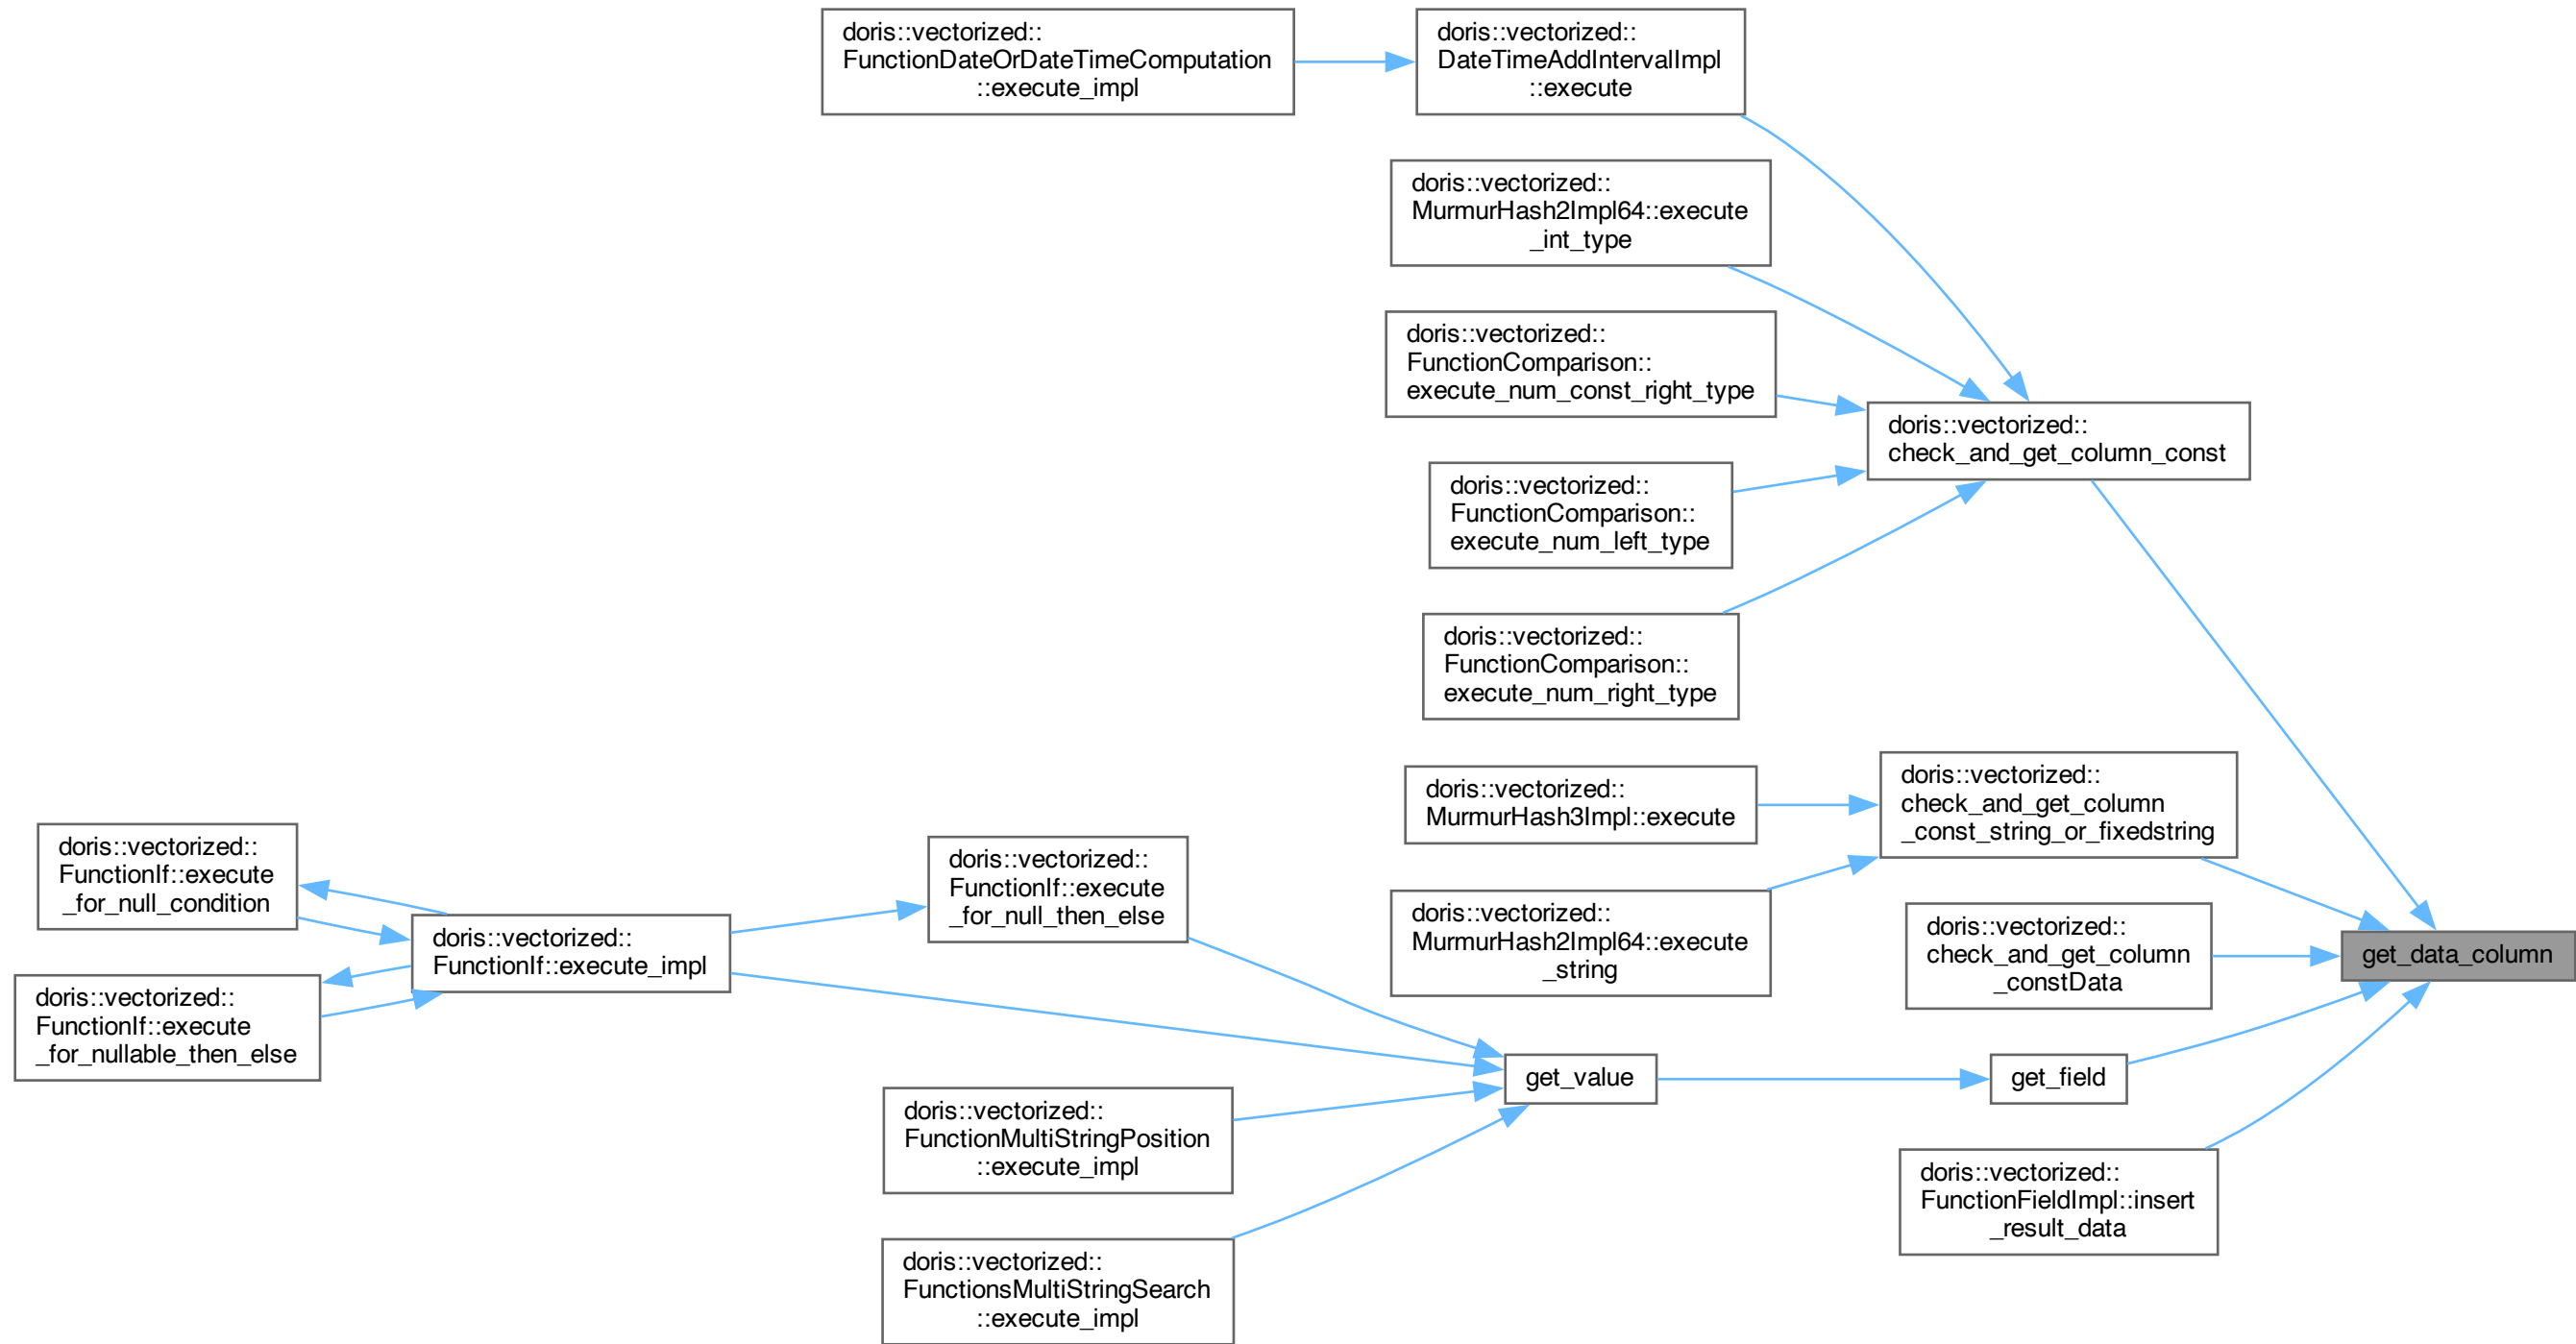 doris::vectorized::
FunctionDateOrDateTimeComputation
::execute_impl
doris::vectorized::
DateTimeAddIntervalImpl
::execute
doris::vectorized::
MurmurHash2Impl64::execute
_int_type
doris::vectorized::
FunctionComparison::
execute_num_const_right_type
doris::vectorized::
check_and_get_column_const
doris::vectorized::
FunctionComparison::
execute_num_left_type
doris::vectorized::
FunctionComparison::
execute_num_right_type
doris::vectorized::
MurmurHash3Impl::execute
doris::vectorized::
check_and_get_column
_const_string_or_fixedstring
doris::vectorized::
FunctionIf::execute
_for_null_condition
doris::vectorized::
FunctionIf::execute
_for_null_then_else
doris::vectorized::
FunctionIf::execute_impl
doris::vectorized::
MurmurHash2Impl64::execute
_string
doris::vectorized::
check_and_get_column
_constData
get_data_column
doris::vectorized::
FunctionIf::execute
_for_nullable_then_else
get_value
get_field
doris::vectorized::
FunctionMultiStringPosition
::execute_impl
doris::vectorized::
FunctionFieldImpl::insert
_result_data
doris::vectorized::
FunctionsMultiStringSearch
::execute_impl